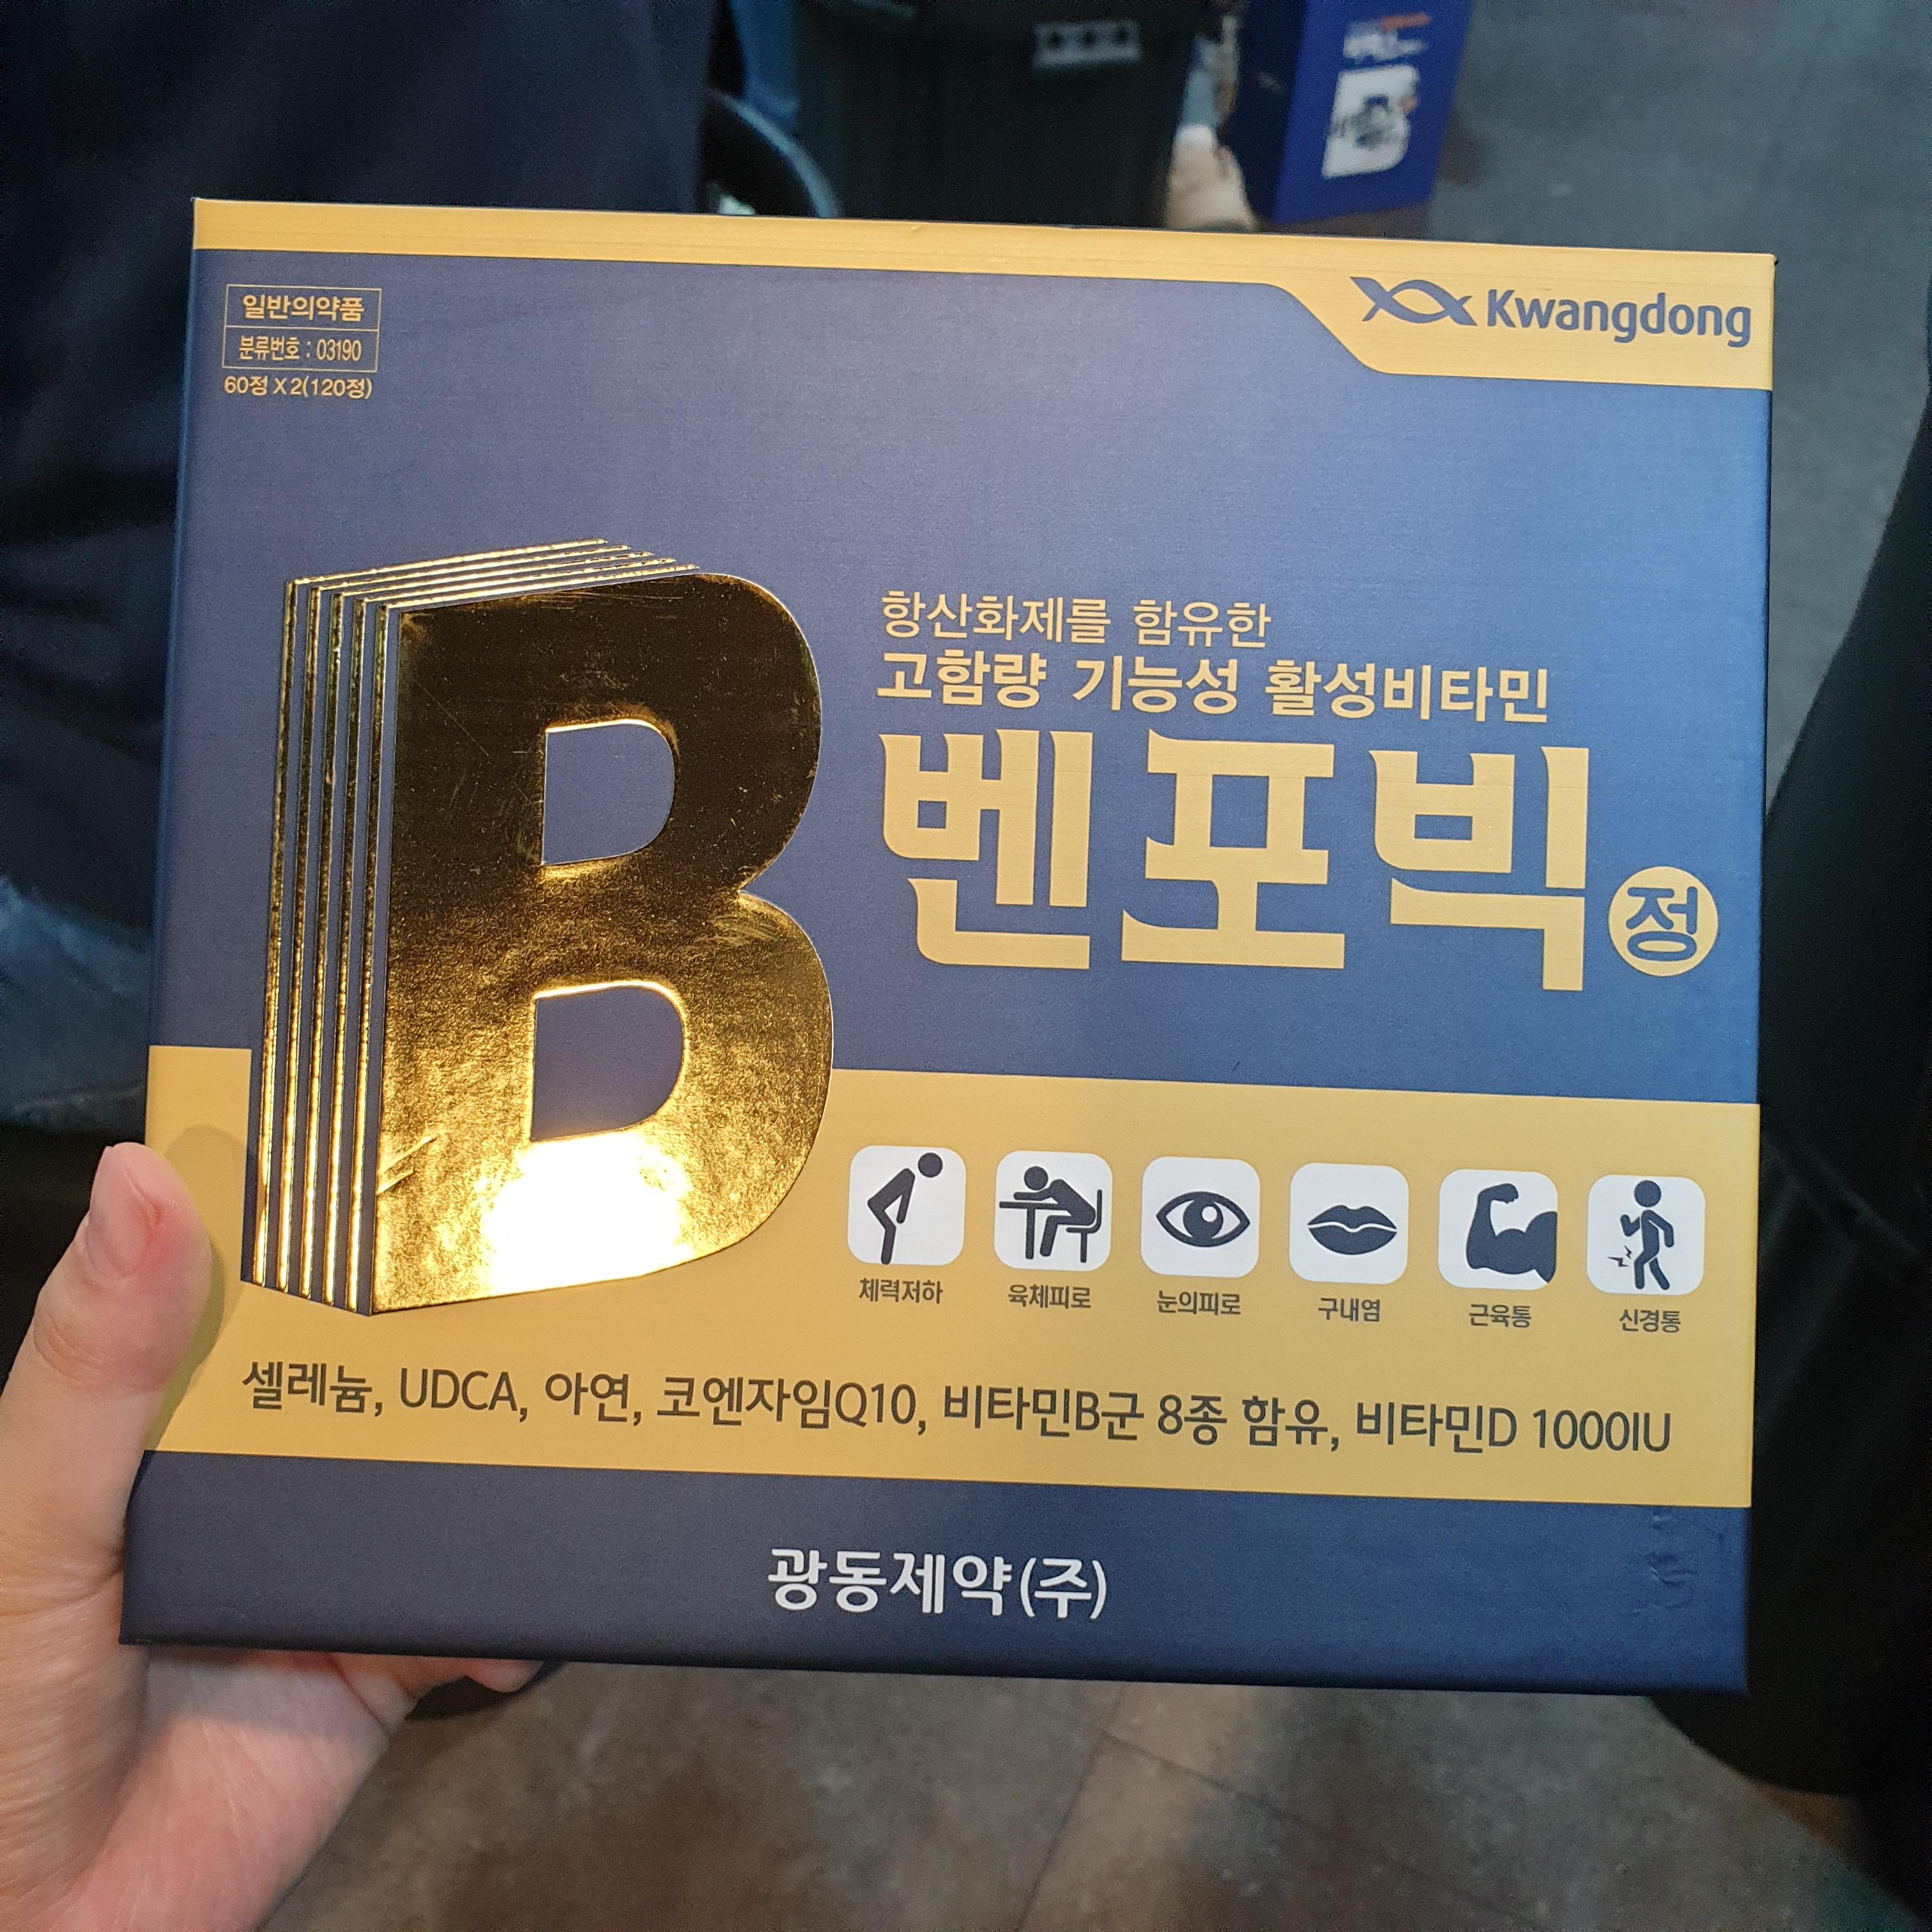 일반의약품
분류번호 : 03190
60정 X 2(120정)
Kwangdong
항산화제를 함유한
고함량 기능성 활성비타민
벤포빅 정
B
체력저하
육체피로
눈의피로
구내염
근육통
신경통
셀레늄, UDCA, 아연, 코엔자임Q10, 비타민B군 8종 함유, 비타민D 1000IU
광동제약(주)